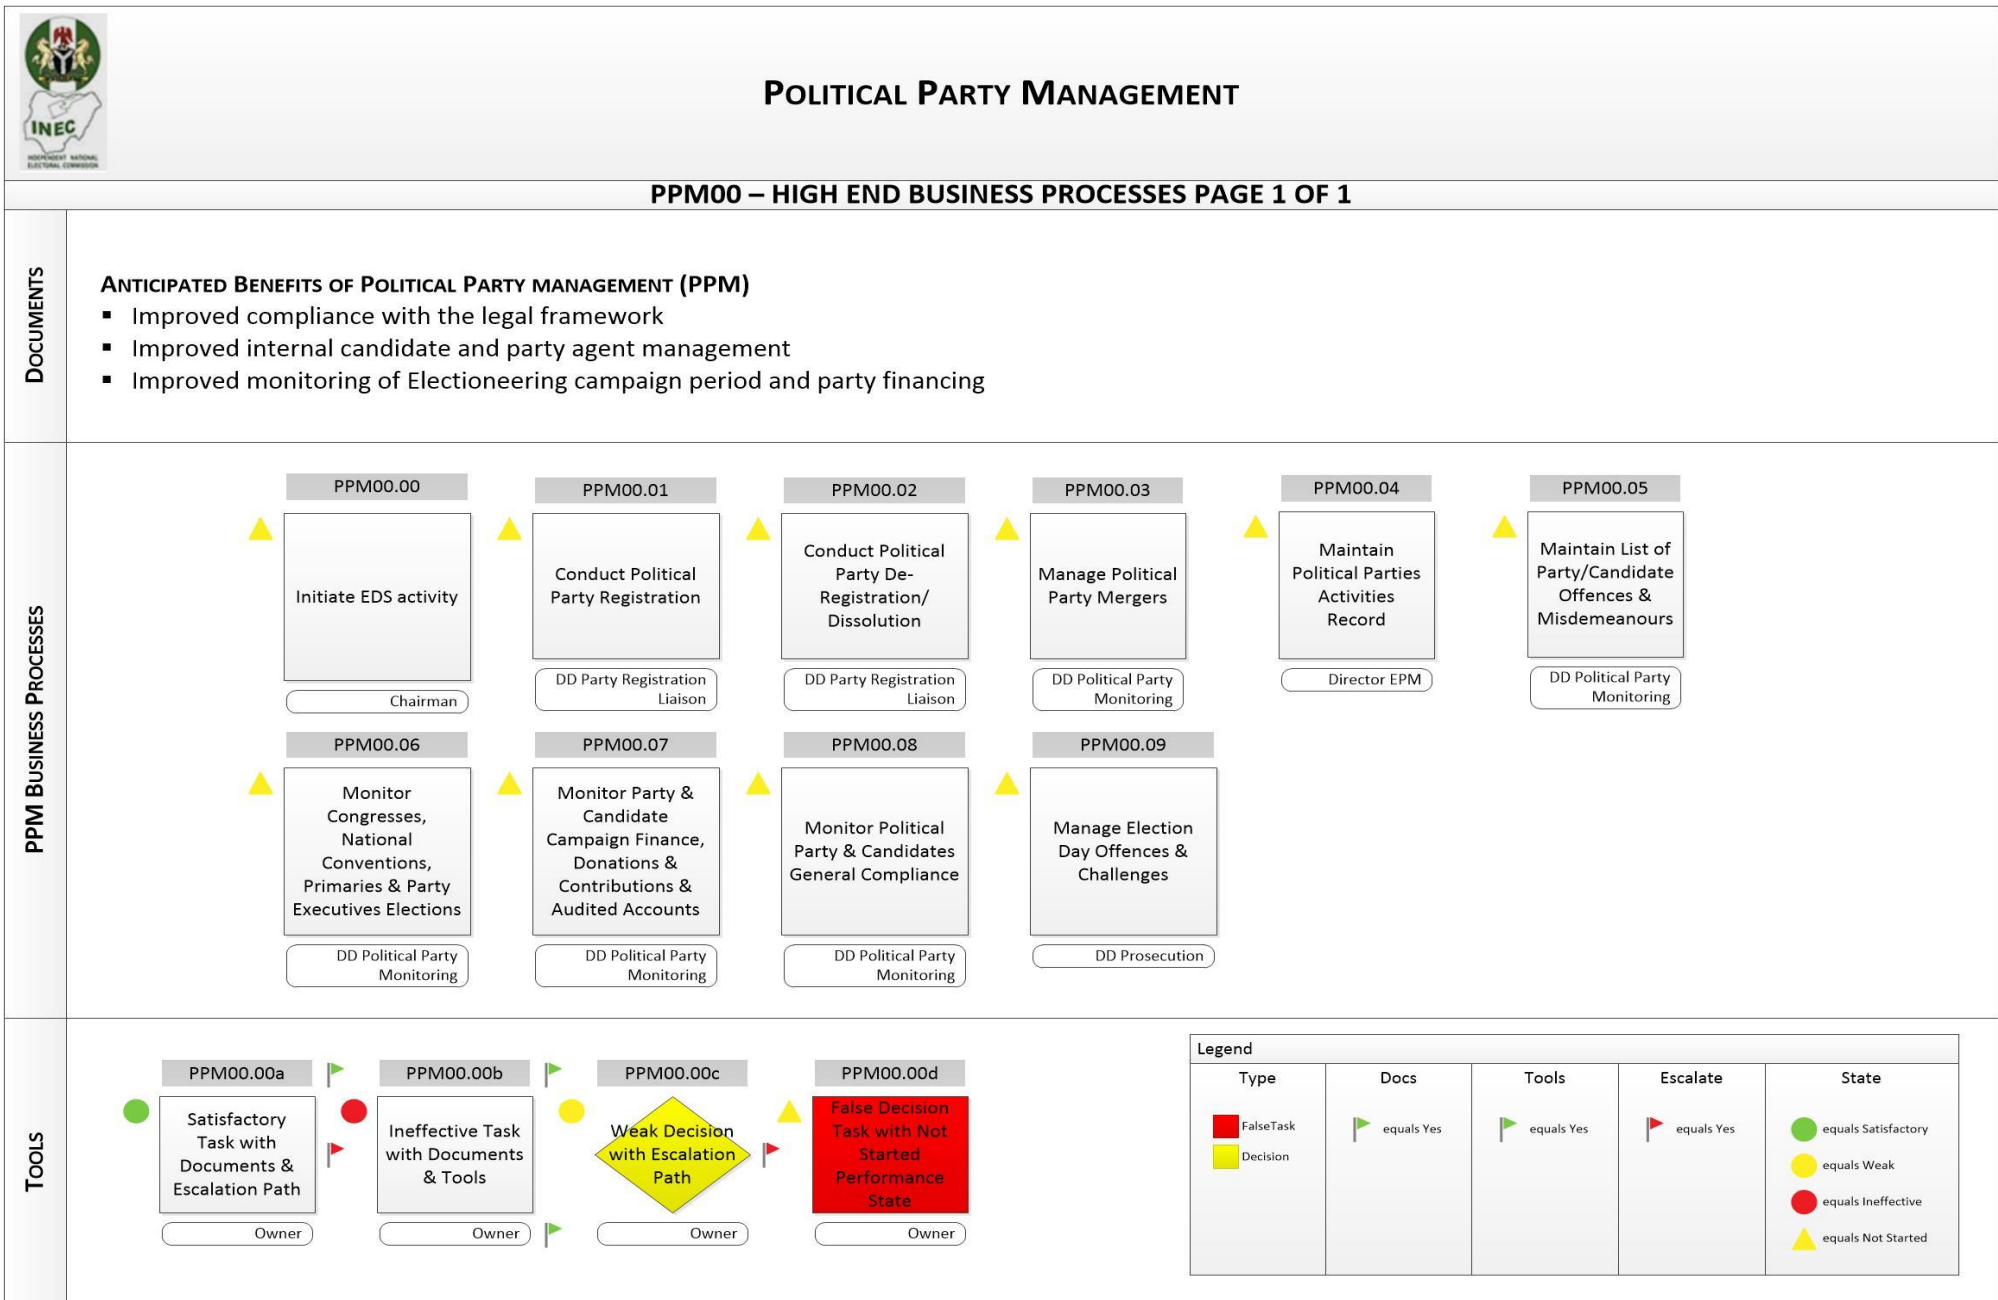 INEC
INDEPENDENT NATIONAL
ELECTORAL COMMISSION
POLITICAL PARTY MANAGEMENT
PPM00 – HIGH END BUSINESS PROCESSES PAGE 1 OF 1
DOCUMENTS
ANTICIPATED BENEFITS OF POLITICAL PARTY MANAGEMENT (PPM)
▪ Improved compliance with the legal framework
▪ Improved internal candidate and party agent management
▪ Improved monitoring of Electioneering campaign period and party financing
PPM BUSINESS PROCESSES
PPM00.00
Initiate EDS activity
Chairman
PPM00.01
Conduct Political
Party Registration
DD Party Registration
Liaison
PPM00.02
Conduct Political
Party De-
Registration/
Dissolution
DD Party Registration
Liaison
PPM00.03
Manage Political
Party Mergers
DD Political Party
Monitoring
PPM00.04
Maintain
Political Parties
Activities
Record
Director EPM
PPM00.05
Maintain List of
Party/Candidate
Offences &
Misdemeanours
DD Political Party
Monitoring
PPM00.06
Monitor
Congresses,
National
Conventions,
Primaries & Party
Executives Elections
DD Political Party
Monitoring
PPM00.07
Monitor Party &
Candidate
Campaign Finance,
Donations &
Contributions &
Audited Accounts
DD Political Party
Monitoring
PPM00.08
Monitor Political
Party & Candidates
General Compliance
DD Political Party
Monitoring
PPM00.09
Manage Election
Day Offences &
Challenges
DD Prosecution
TOOLS
PPM00.00a
Satisfactory
Task with
Documents &
Escalation Path
Owner
PPM00.00b
Ineffective Task
with Documents
& Tools
Owner
PPM00.00c
Weak Decision
with Escalation
Path
Owner
PPM00.00d
False Decision
Task with Not
Started
Performance
State
Owner
Legend
Type
FalseTask
Decision
Docs
equals Yes
Tools
equals Yes
Escalate
equals Yes
State
equals Satisfactory
equals Weak
equals Ineffective
equals Not Started